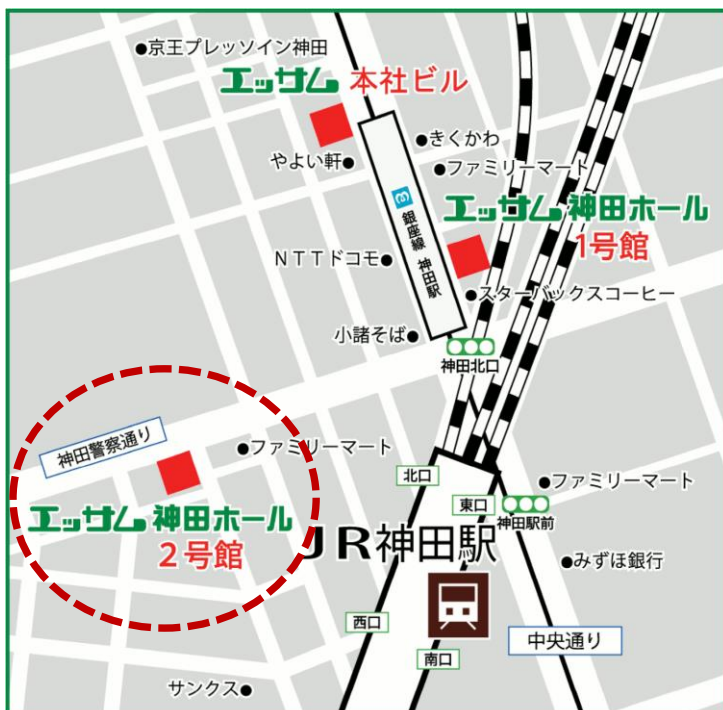 京王プレッソイン神田
エッサム 本社ビル
きくかわ
やよい軒
ファミリーマート
エッサム 神田ホール
1号館
銀座線 神田駅
NTTドコモ
スターバックスコーヒー
小諸そば
神田北口
神田警察通り
ファミリーマート
北口
ファミリーマート
東口
神田駅前
エッサム 神田ホール
2号館
JR神田駅
みずほ銀行
西口
中央通り
南口
サンクス